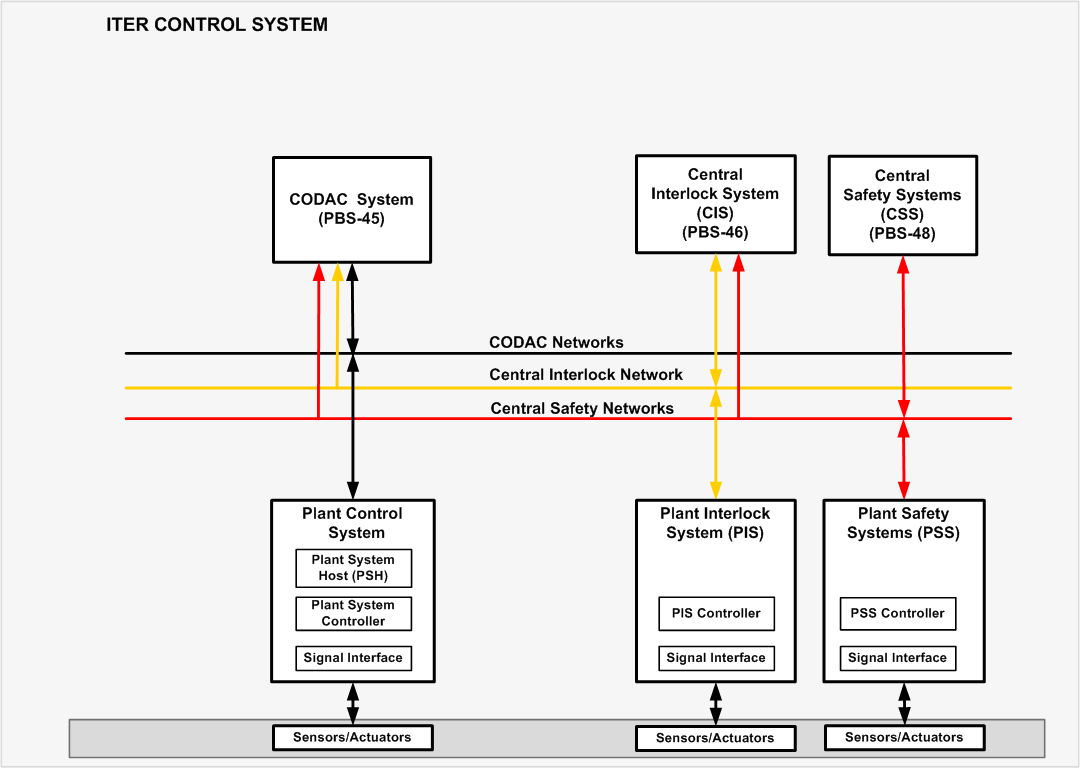 ITER CONTROL SYSTEM
CODAC System
(PBS-45)
Central
Interlock System
(CIS)
(PBS-46)
Central
Safety Systems
(CSS)
(PBS-48)
CODAC Networks
Central Interlock Network
Central Safety Networks
Plant Control
System
Plant System
Host (PSH)
Plant System
Controller
Signal Interface
Plant Interlock
System (PIS)
PIS Controller
Signal Interface
Plant Safety
Systems (PSS)
PSS Controller
Signal Interface
Sensors/Actuators
Sensors/Actuators
Sensors/Actuators